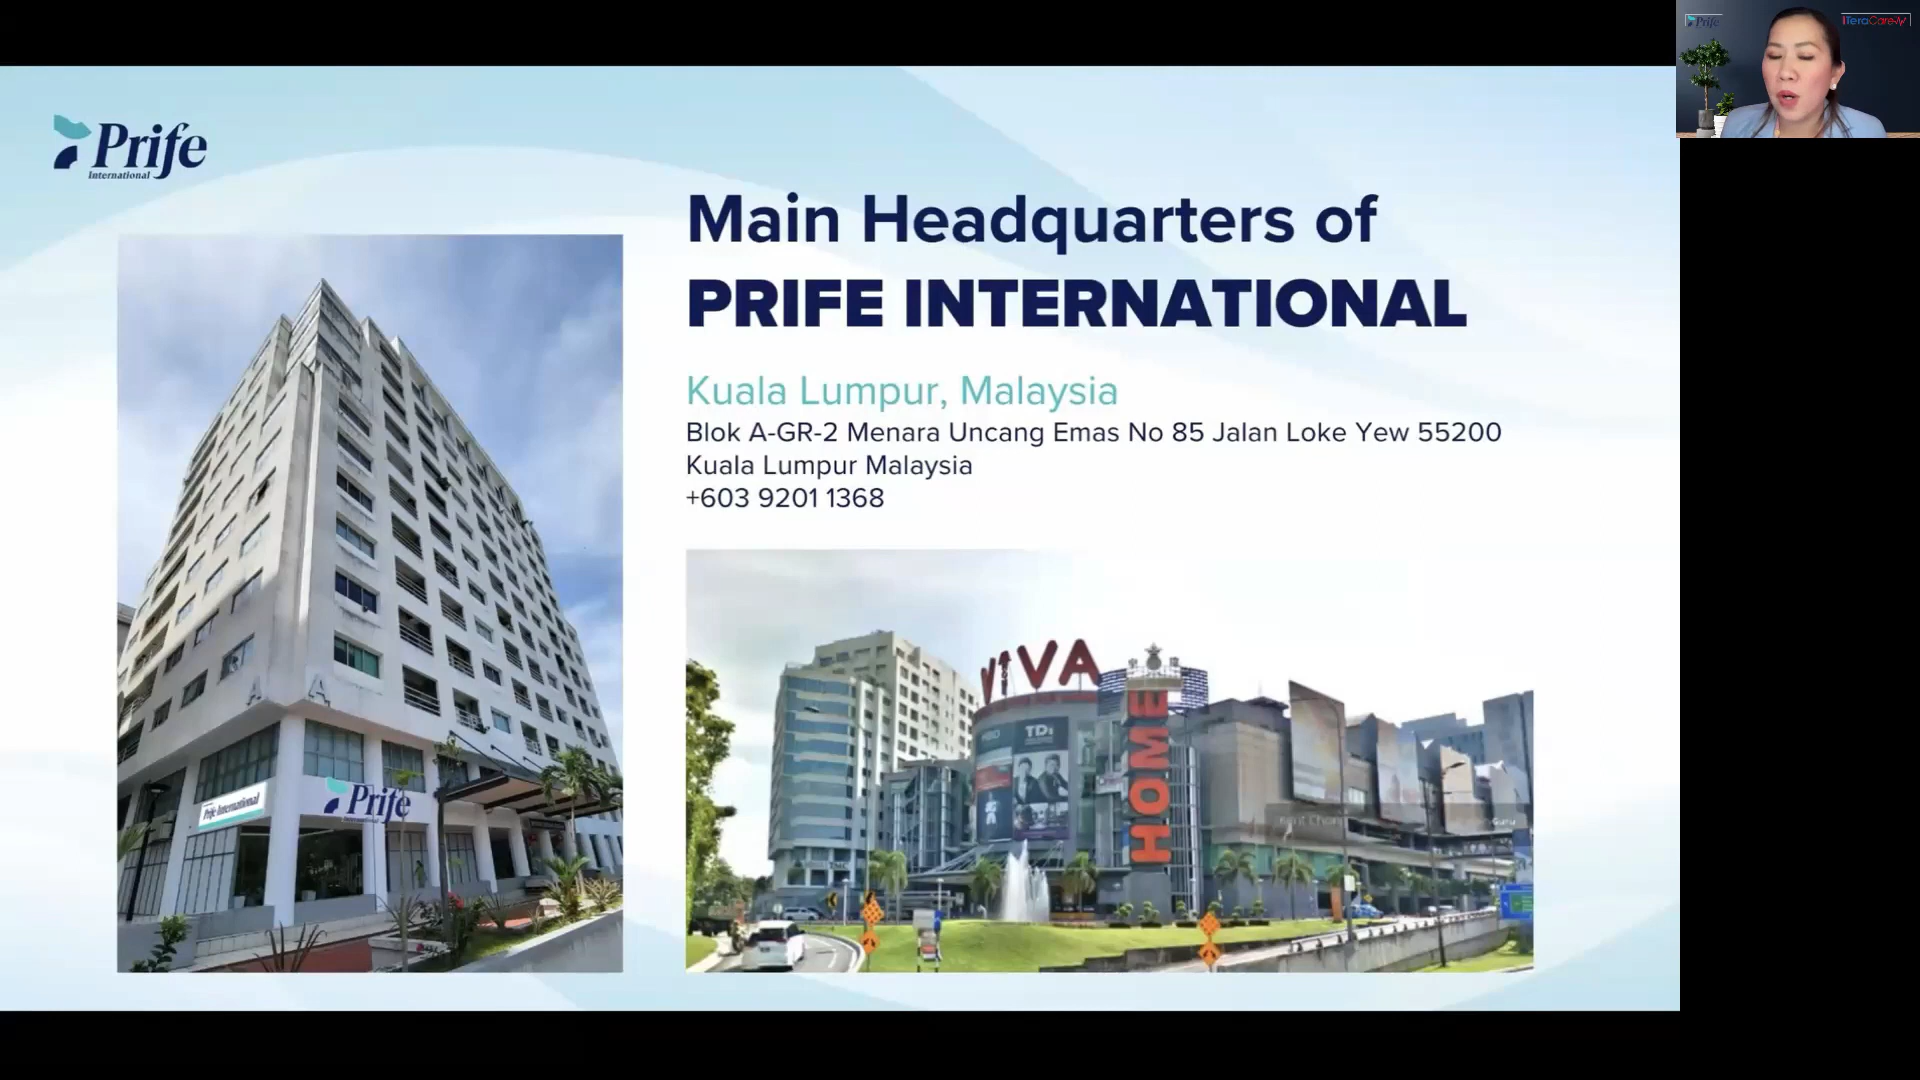 Prife
International
Main Headquarters of
PRIFE INTERNATIONAL
Kuala Lumpur, Malaysia
Blok A-GR-2 Menara Uncang Emas No 85 Jalan Loke Yew 55200
Kuala Lumpur Malaysia
+603 9201 1368
A A
Prife International
Prife
International
VIVA
HOME
TDi
Prife
iTeraCare